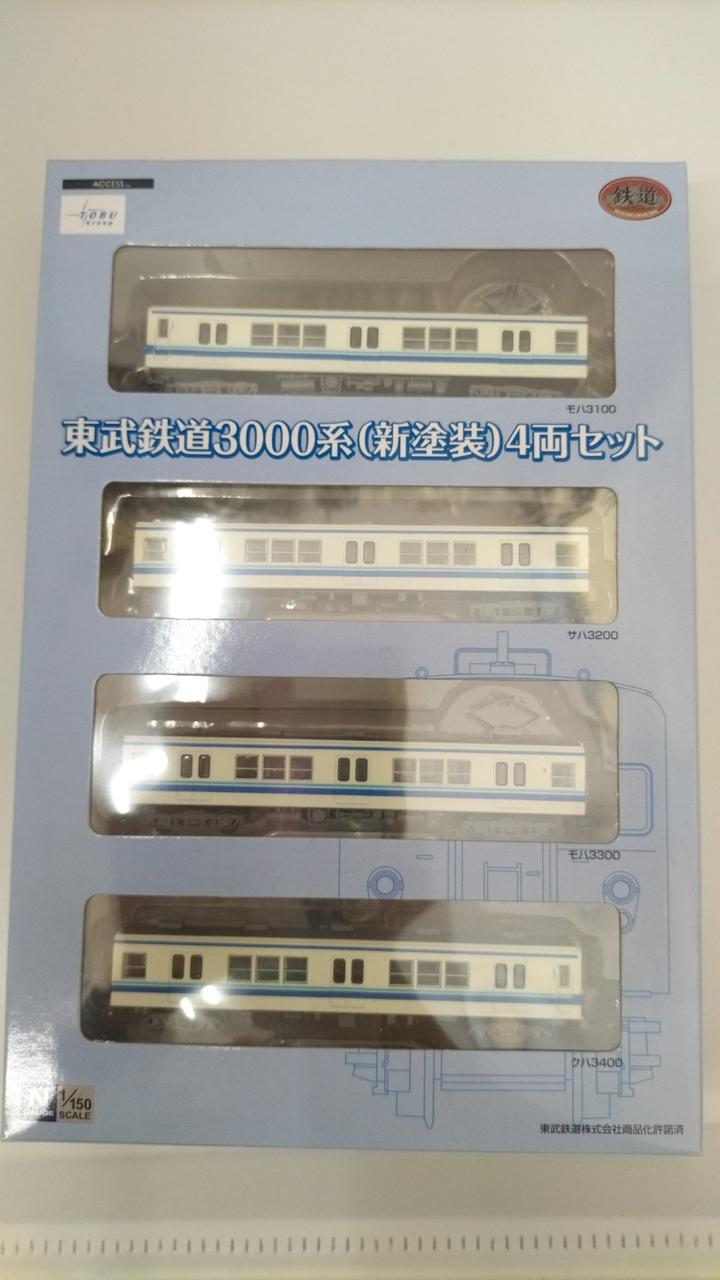 ACCESS
TOBU
Group
鉄道
モハ3100
東武鉄道3000系(新塗装)4両セット
サハ3200
モハ3300
クハ3400
N
1/150
SCALE
東武鉄道株式会社商品化許諾済